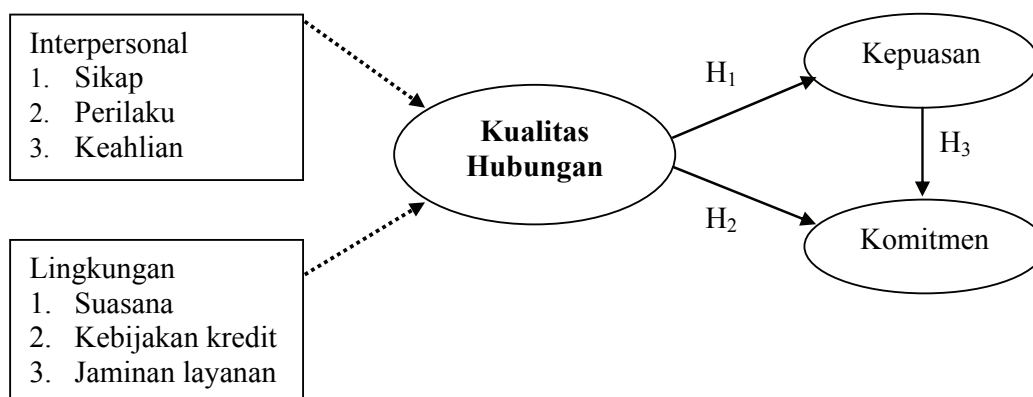 Interpersonal
1. Sikap
2. Perilaku
3. Keahlian
Lingkungan
1. Suasana
2. Kebijakan kredit
3. Jaminan layanan
Kualitas
Hubungan
H₁
H₂
Kepuasan
H₃
Komitmen